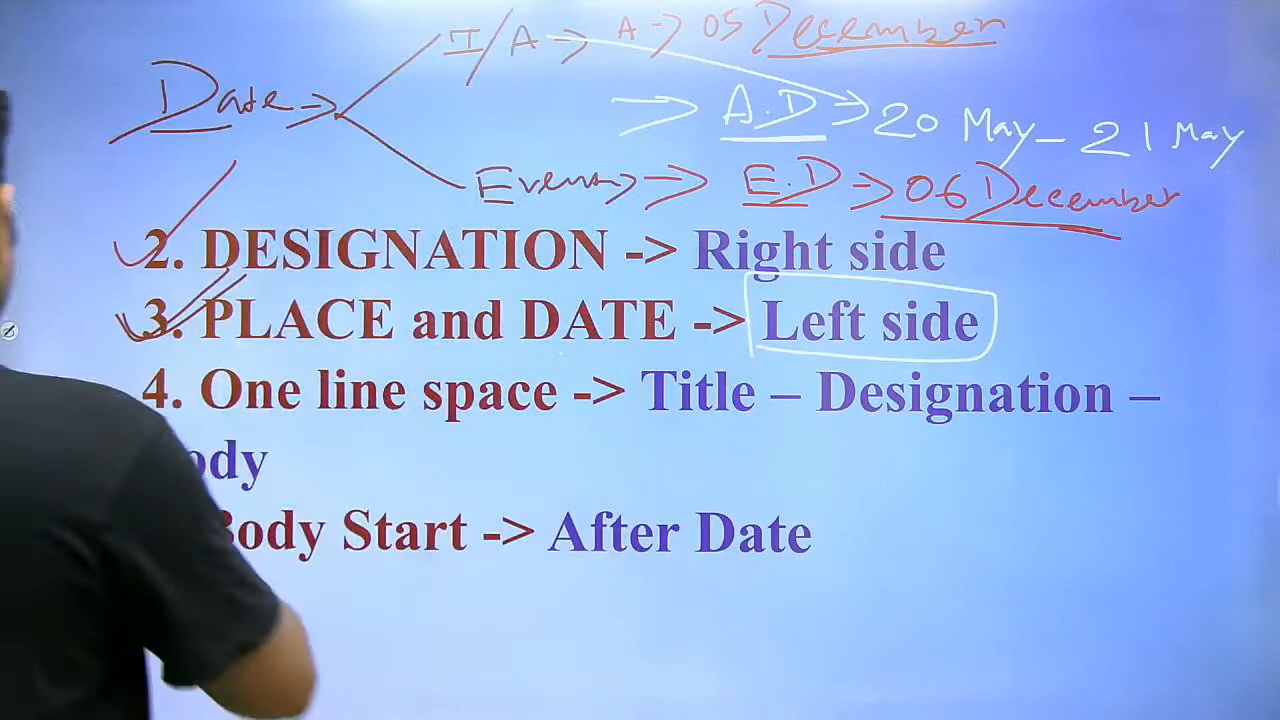 I/A -> A -> 05 December
Date ->
-> A.D -> 20 May - 21 May
Event -> -> E.D -> 06 December
2. DESIGNATION -> Right side
3. PLACE and DATE -> Left side
4. One line space -> Title – Designation –
ody
Body Start -> After Date